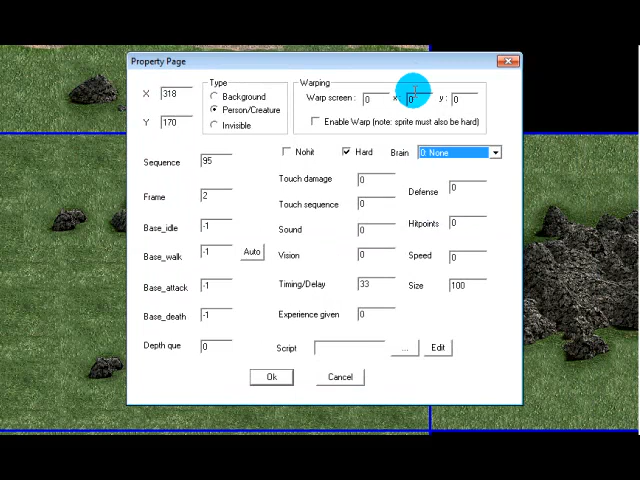 Property Page
X 318
Type
Background
Person/Creature
Invisible
Warping
Warp screen : 0 x: 0 y: 0
Enable Warp (note: sprite must also be hard)
Y 170
Nohit Hard Brain 0: None
Sequence 95
Touch damage 0
Defense 0
Frame 2
Touch sequence 0
Hitpoints 0
Base_idle -1
Sound 0
Base_walk -1 Auto
Vision 0
Speed 0
Base_attack -1
Timing/Delay 33
Size 100
Base_death -1
Experience given 0
Depth que 0
Script ... Edit
Ok Cancel